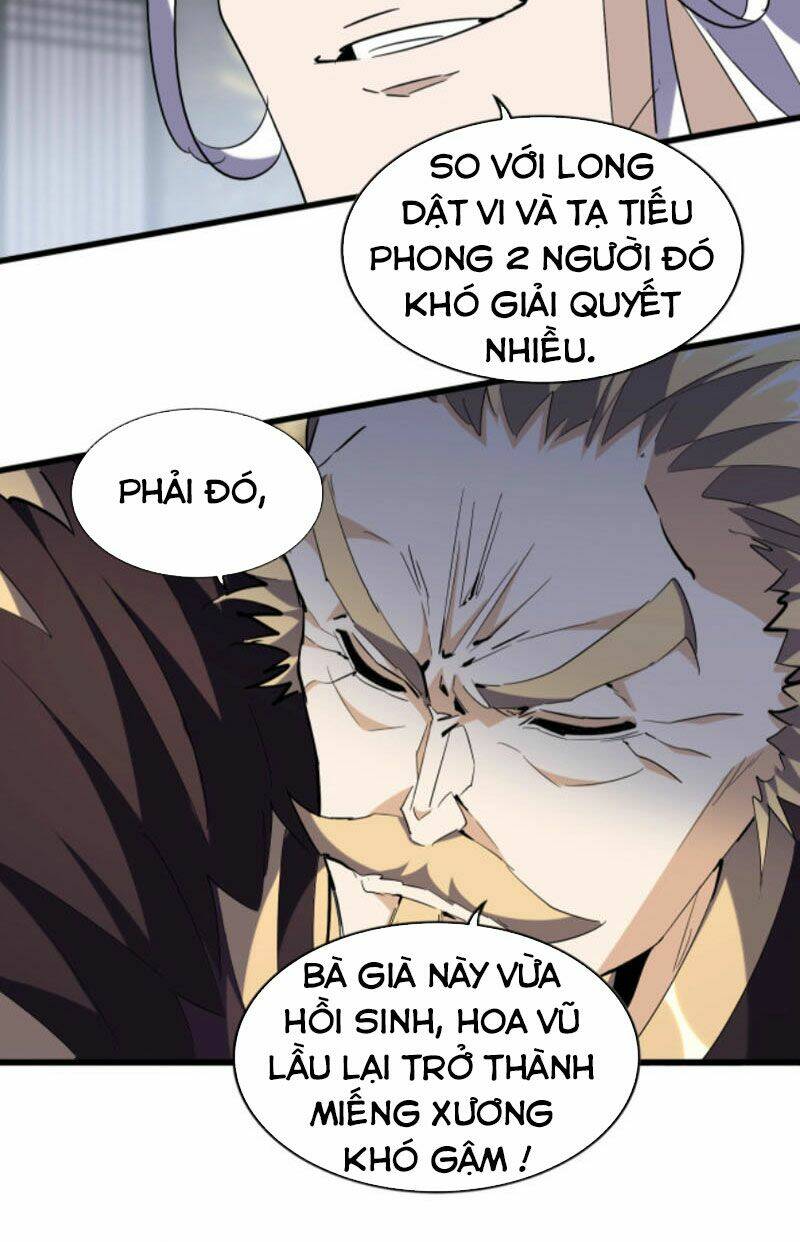 SO VỚI LONG
DẬT VI VÀ TẠ TIẾU
PHONG 2 NGƯỜI ĐÓ
KHÓ GIẢI QUYẾT
NHIỀU.
PHẢI ĐÓ,
BÀ GIÀ NÀY VỪA
HỒI SINH, HOA VŨ
LẦU LẠI TRỞ THÀNH
MIẾNG XƯƠNG
KHÓ GẬM !